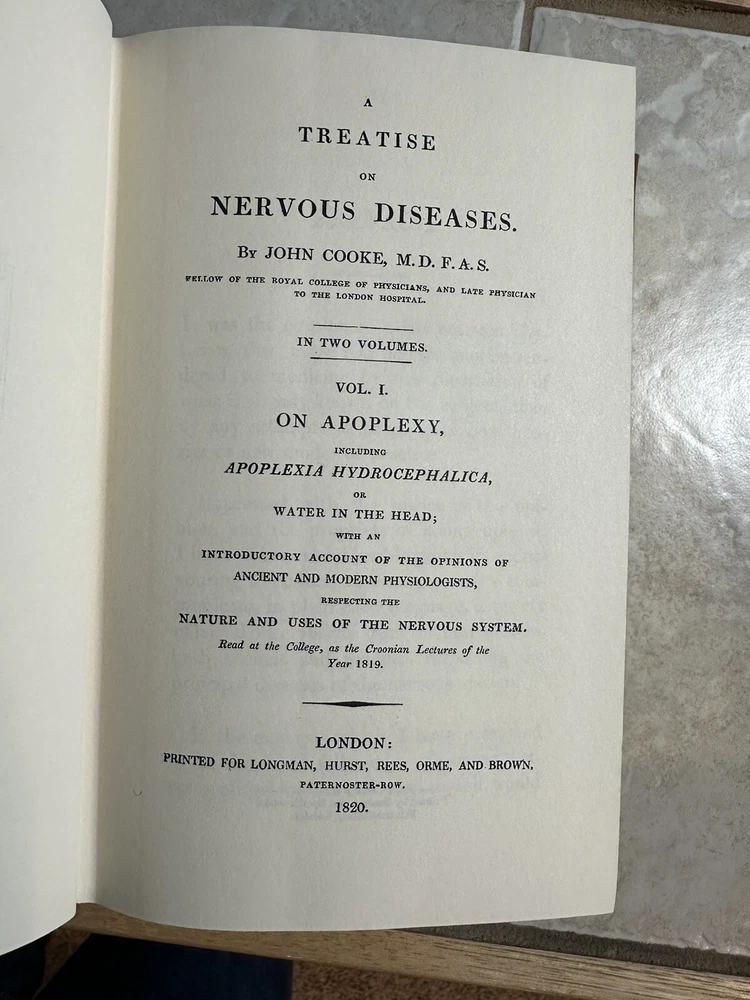 A
TREATISE
ON
NERVOUS DISEASES.
BY JOHN COOKE, M.D. F.A.S.
FELLOW OF THE ROYAL COLLEGE OF PHYSICIANS, AND LATE PHYSICIAN
TO THE LONDON HOSPITAL.
IN TWO VOLUMES.
VOL. I.
ON APOPLEXY,
INCLUDING
APOPLEXIA HYDROCEPHALICA,
OR
WATER IN THE HEAD;
WITH AN
INTRODUCTORY ACCOUNT OF THE OPINIONS OF
ANCIENT AND MODERN PHYSIOLOGISTS,
RESPECTING THE
NATURE AND USES OF THE NERVOUS SYSTEM.
Read at the College, as the Croonian Lectures of the
Year 1819.
LONDON:
PRINTED FOR LONGMAN, HURST, REES, ORME, AND BROWN,
PATERNOSTER-ROW.
1820.